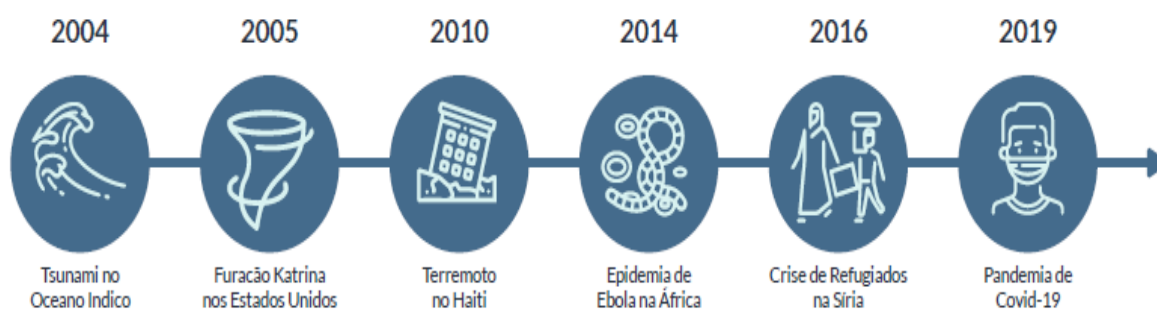 2004
2005
2010
2014
2016
2019
Tsunami no
Oceano Indico
Furacão Katrina
nos Estados Unidos
Terremoto
no Haiti
Epidemia de
Ebola na África
Crise de Refugiados
na Síria
Pandemia de
Covid-19